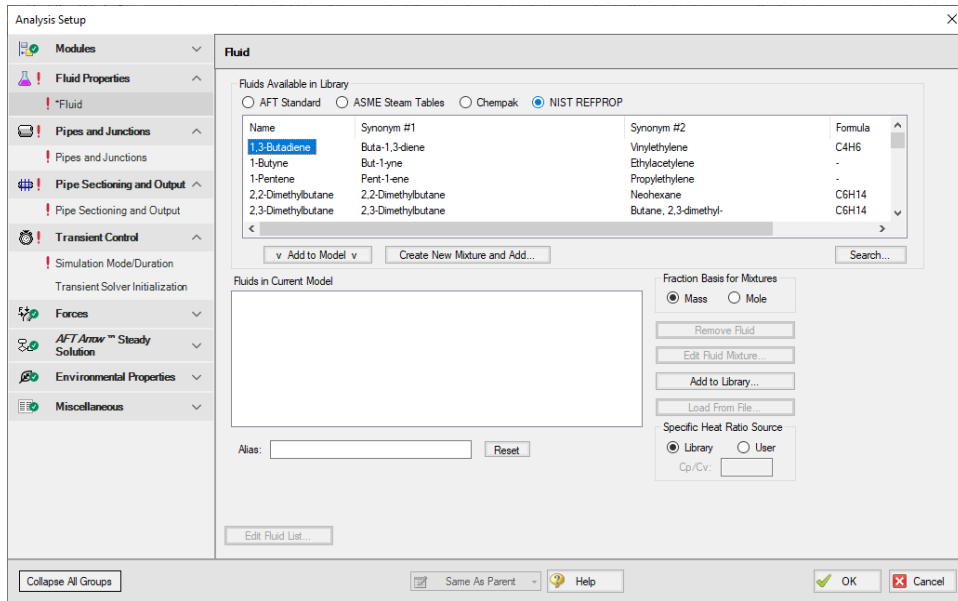 Analysis Setup
Modules
Fluid Properties
*Fluid
Pipes and Junctions
Pipes and Junctions
Pipe Sectioning and Output
Pipe Sectioning and Output
Transient Control
Simulation Mode/Duration
Transient Solver Initialization
Forces
AFT Arrow ™ Steady
Solution
Environmental Properties
Miscellaneous
Collapse All Groups
Fluid
Fluids Available in Library
AFT Standard ASME Steam Tables Chempak NIST REFPROP
Name Synonym #1 Synonym #2 Formula
1,3-Butadiene Buta-1,3-diene Vinylethylene C4H6
1-Butyne But-1-yne Ethylacetylene -
1-Pentene Pent-1-ene Propylethylene -
2,2-Dimethylbutane 2,2-Dimethylbutane Neohexane C6H14
2,3-Dimethylbutane 2,3-Dimethylbutane Butane, 2,3-dimethyl- C6H14
v Add to Model v Create New Mixture and Add... Search...
Fluids in Current Model
Fraction Basis for Mixtures
Mass Mole
Remove Fluid
Edit Fluid Mixture...
Add to Library...
Load From File...
Specific Heat Ratio Source
Library User
Cp/Cv:
Alias: Reset
Edit Fluid List...
Same As Parent Help OK Cancel